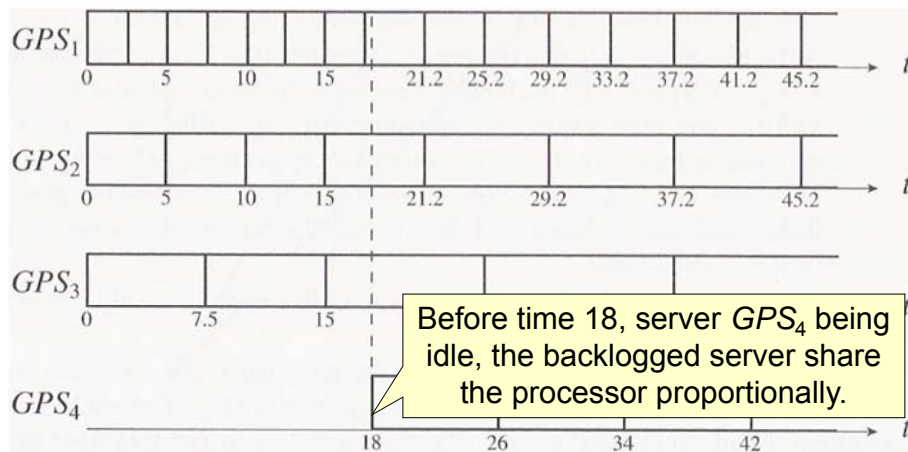 GPS1
0 5 10 15 21.2 25.2 29.2 33.2 37.2 41.2 45.2 t
GPS2
0 5 10 15 21.2 29.2 37.2 45.2 t
GPS3
0 7.5 15
Before time 18, server GPS4 being
idle, the backlogged server share
the processor proportionally.
GPS4
18 26 34 42 t